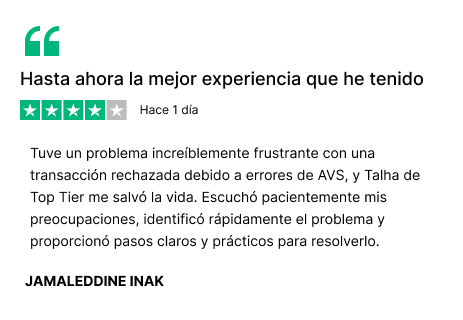 Hasta ahora la mejor experiencia que he tenido
Hace 1 día
Tuve un problema increíblemente frustrante con una
transacción rechazada debido a errores de AVS, y Talha de
Top Tier me salvó la vida. Escuchó pacientemente mis
preocupaciones, identificó rápidamente el problema y
proporcionó pasos claros y prácticos para resolverlo.
JAMALEDDINE INAK